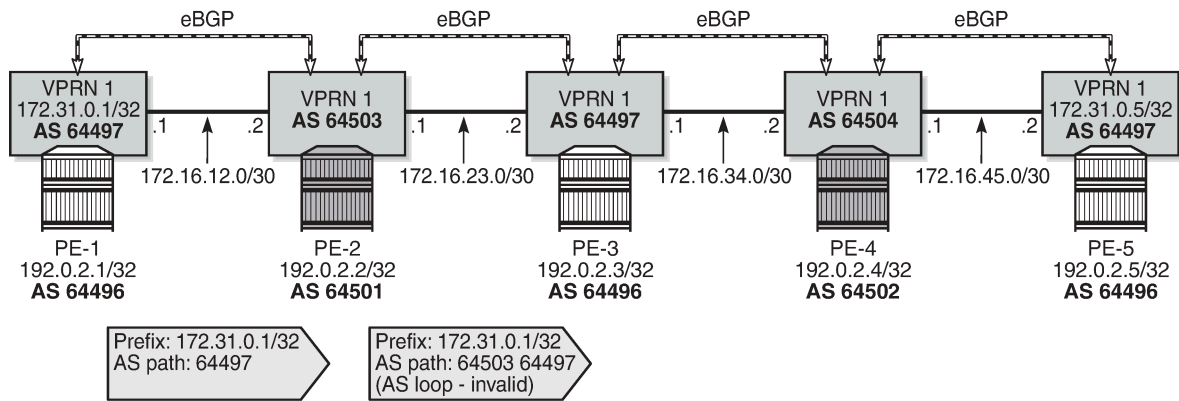 eBGP
eBGP
eBGP
eBGP
VPRN 1
172.31.0.1/32
AS 64497
VPRN 1
AS 64503
VPRN 1
AS 64497
VPRN 1
AS 64504
VPRN 1
172.31.0.5/32
AS 64497
.1
.2
.1
.2
.1
.2
.1
.2
172.16.12.0/30
172.16.23.0/30
172.16.34.0/30
172.16.45.0/30
PE-1
192.0.2.1/32
AS 64496
PE-2
192.0.2.2/32
AS 64501
PE-3
192.0.2.3/32
AS 64496
PE-4
192.0.2.4/32
AS 64502
PE-5
192.0.2.5/32
AS 64496
Prefix: 172.31.0.1/32
AS path: 64497
Prefix: 172.31.0.1/32
AS path: 64503 64497
(AS loop - invalid)